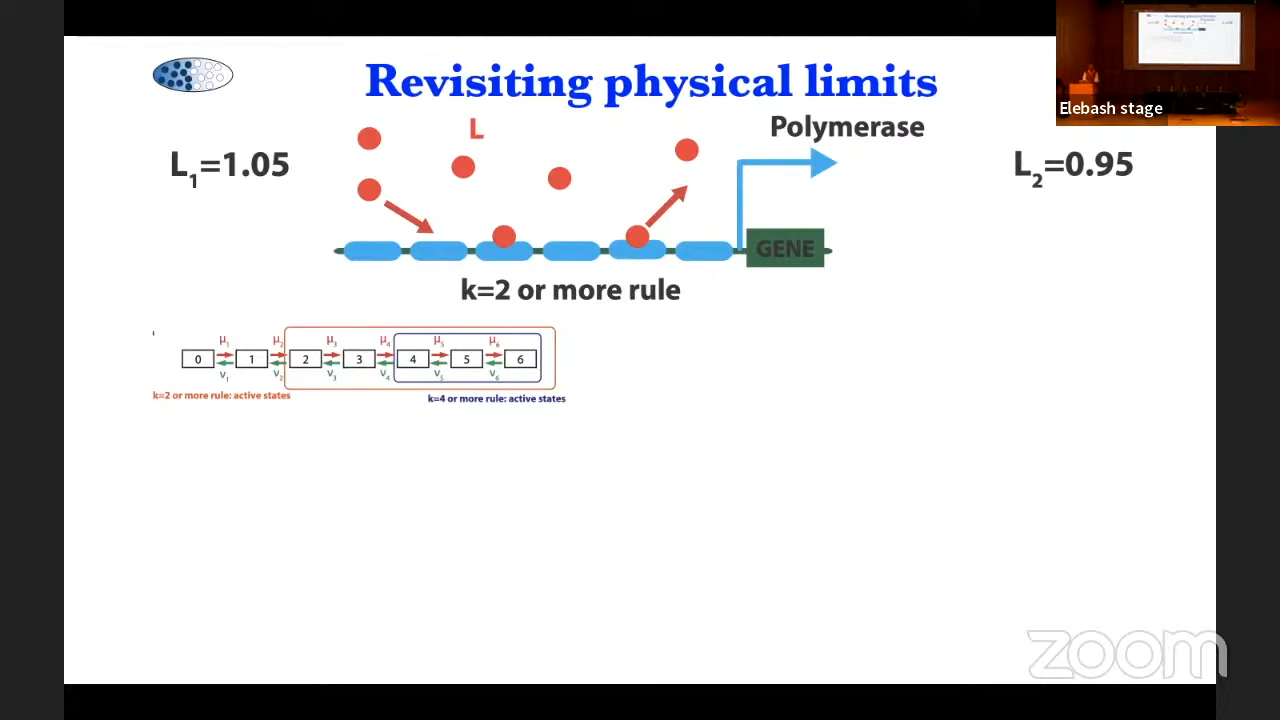 Revisiting physical limits
Elebash stage
L
Polymerase
L1=1.05
L2=0.95
GENE
k=2 or more rule
μ1 μ2 μ3 μ4 μ5 μ6
0 1 2 3 4 5 6
ν1 ν2 ν3 ν4 ν5 ν6
k=2 or more rule: active states
k=4 or more rule: active states
zoom